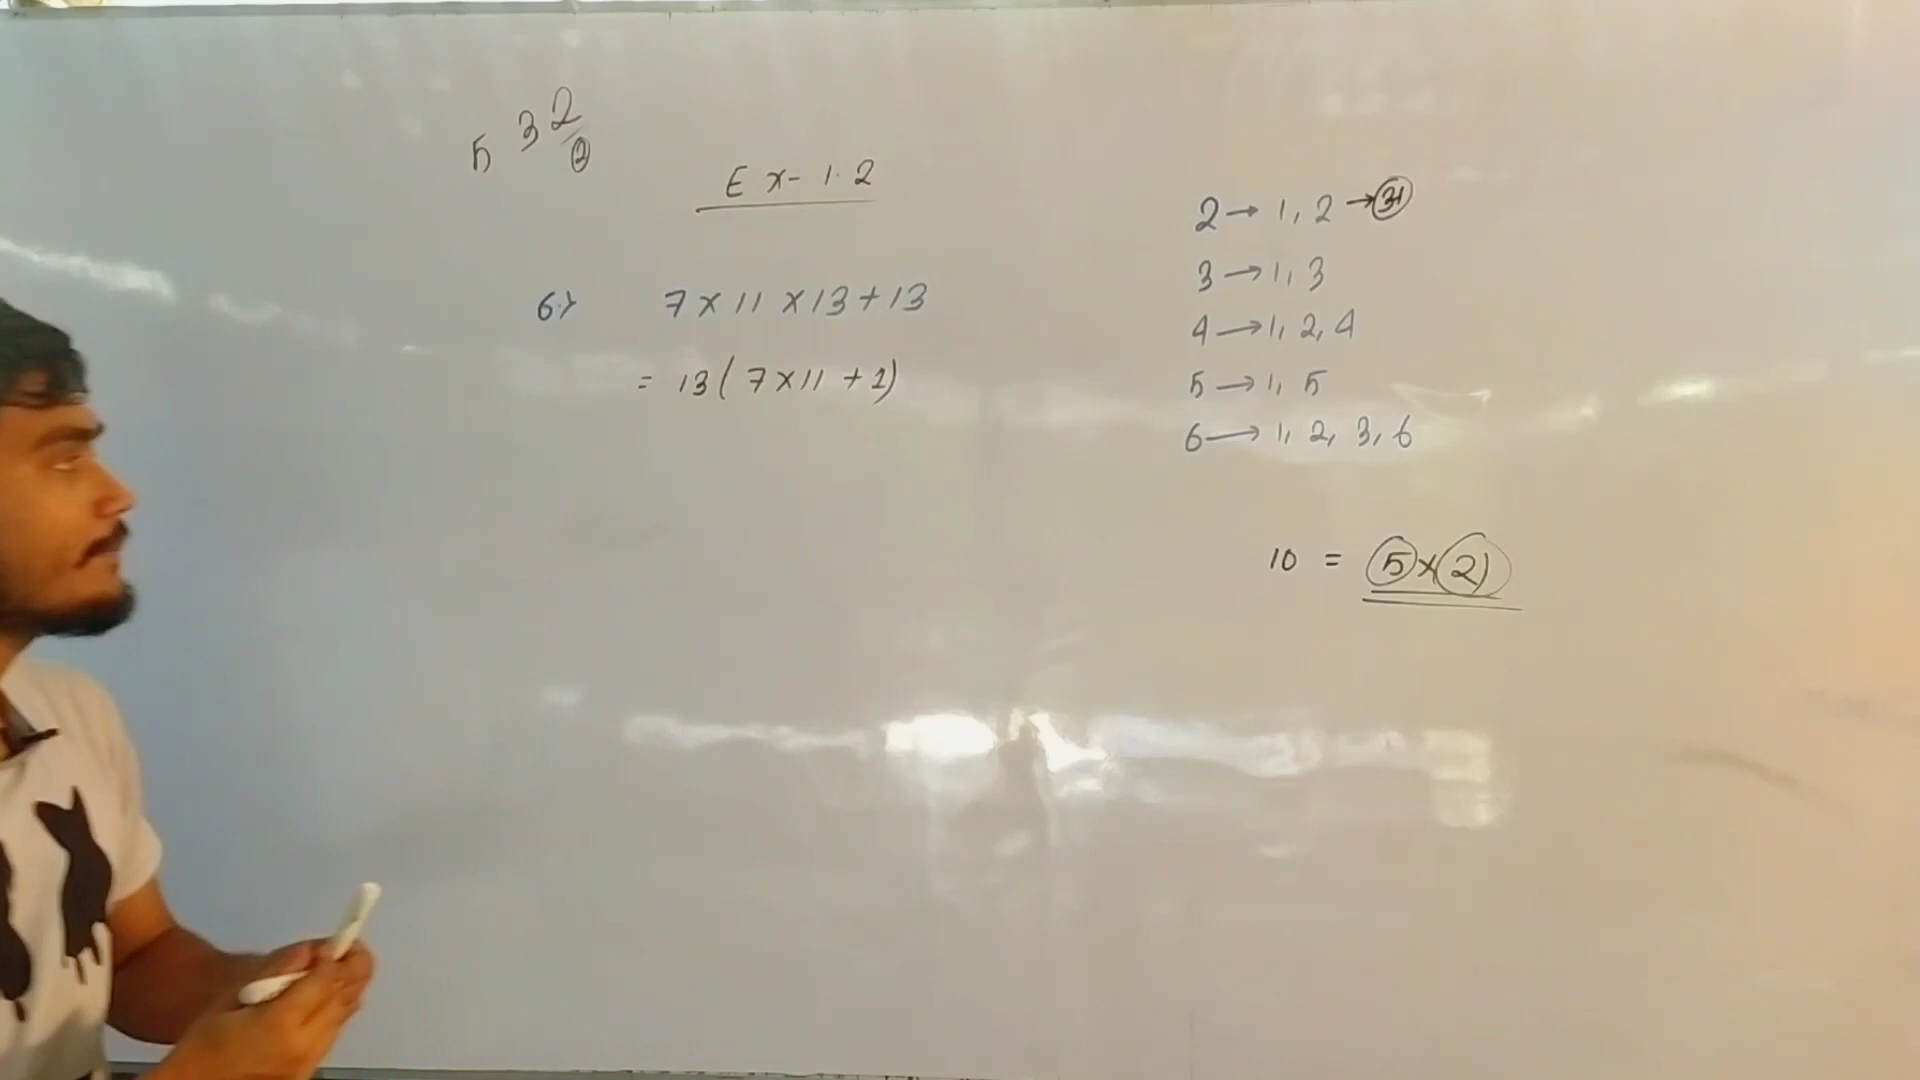 5 3 2
2
Ex-1.2
6.> 7 x 11 x 13 + 13
= 13 ( 7 x 11 + 1)
2 → 1, 2 →
3 → 1, 3
4 → 1, 2, 4
5 → 1, 5
6 → 1, 2, 3, 6
10 = 5 x 2